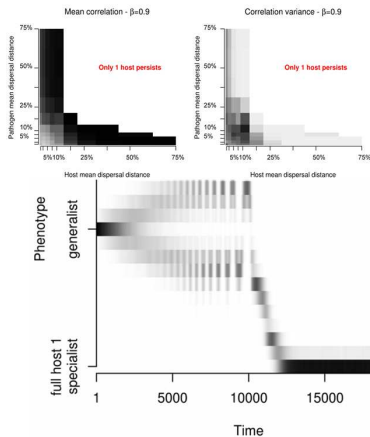 Mean correlation - β=0.9
Correlation variance - β=0.9
Pathogen mean dispersal distance
75%
50%
25%
10%
5%
Only 1 host persists
5%10%
25%
50%
75%
Host mean dispersal distance
Pathogen mean dispersal distance
75%
50%
25%
10%
5%
Only 1 host persists
5%10%
25%
50%
75%
Host mean dispersal distance
Phenotype
generalist
full host 1
specialist
1
5000
10000
15000
Time